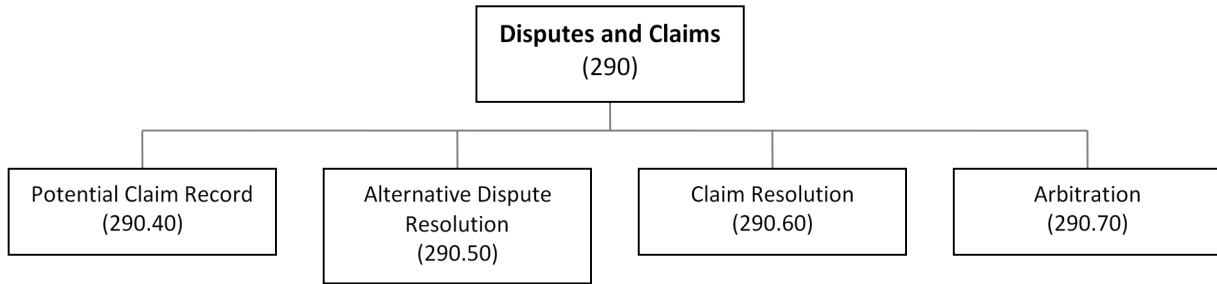 Disputes and Claims
(290)
Potential Claim Record
(290.40)
Alternative Dispute
Resolution
(290.50)
Claim Resolution
(290.60)
Arbitration
(290.70)